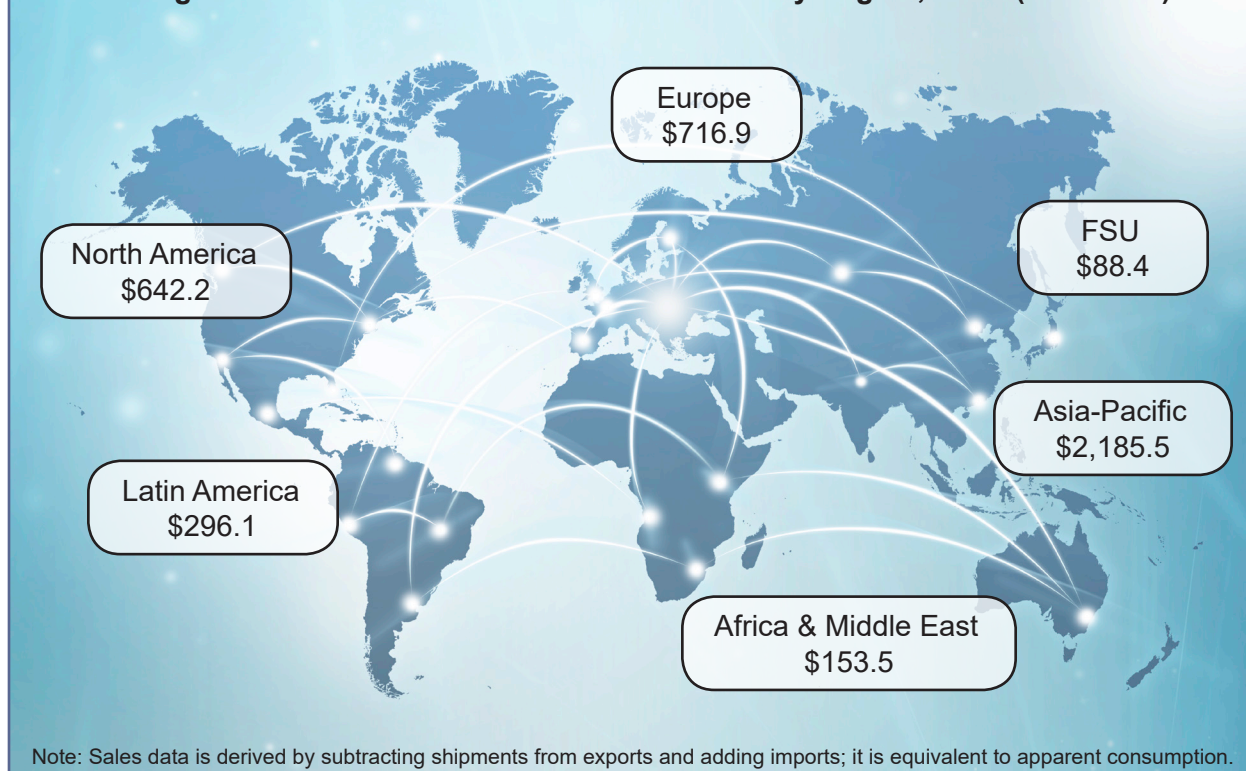 Europe
$716.9
North America
$642.2
FSU
$88.4
Asia-Pacific
$2,185.5
Latin America
$296.1
Africa & Middle East
$153.5
Note: Sales data is derived by subtracting shipments from exports and adding imports; it is equivalent to apparent consumption.